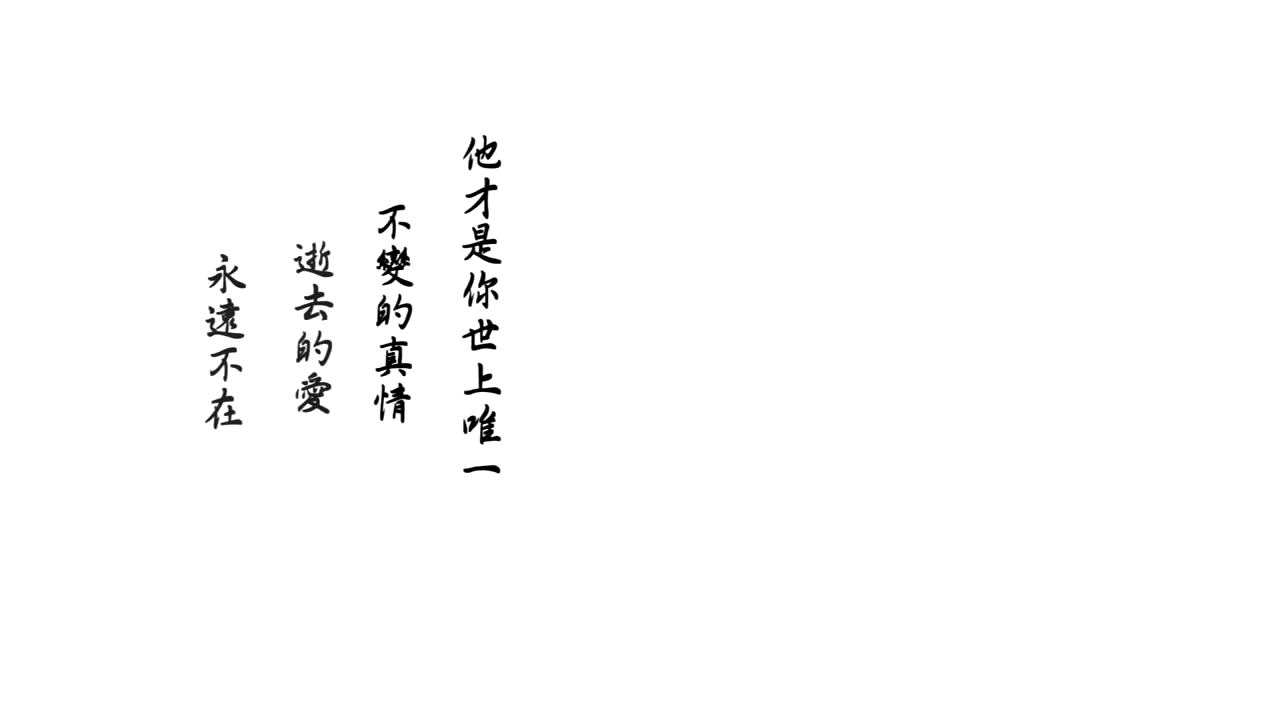 他才是你世上唯一
不變的真情
逝去的愛
永遠不在